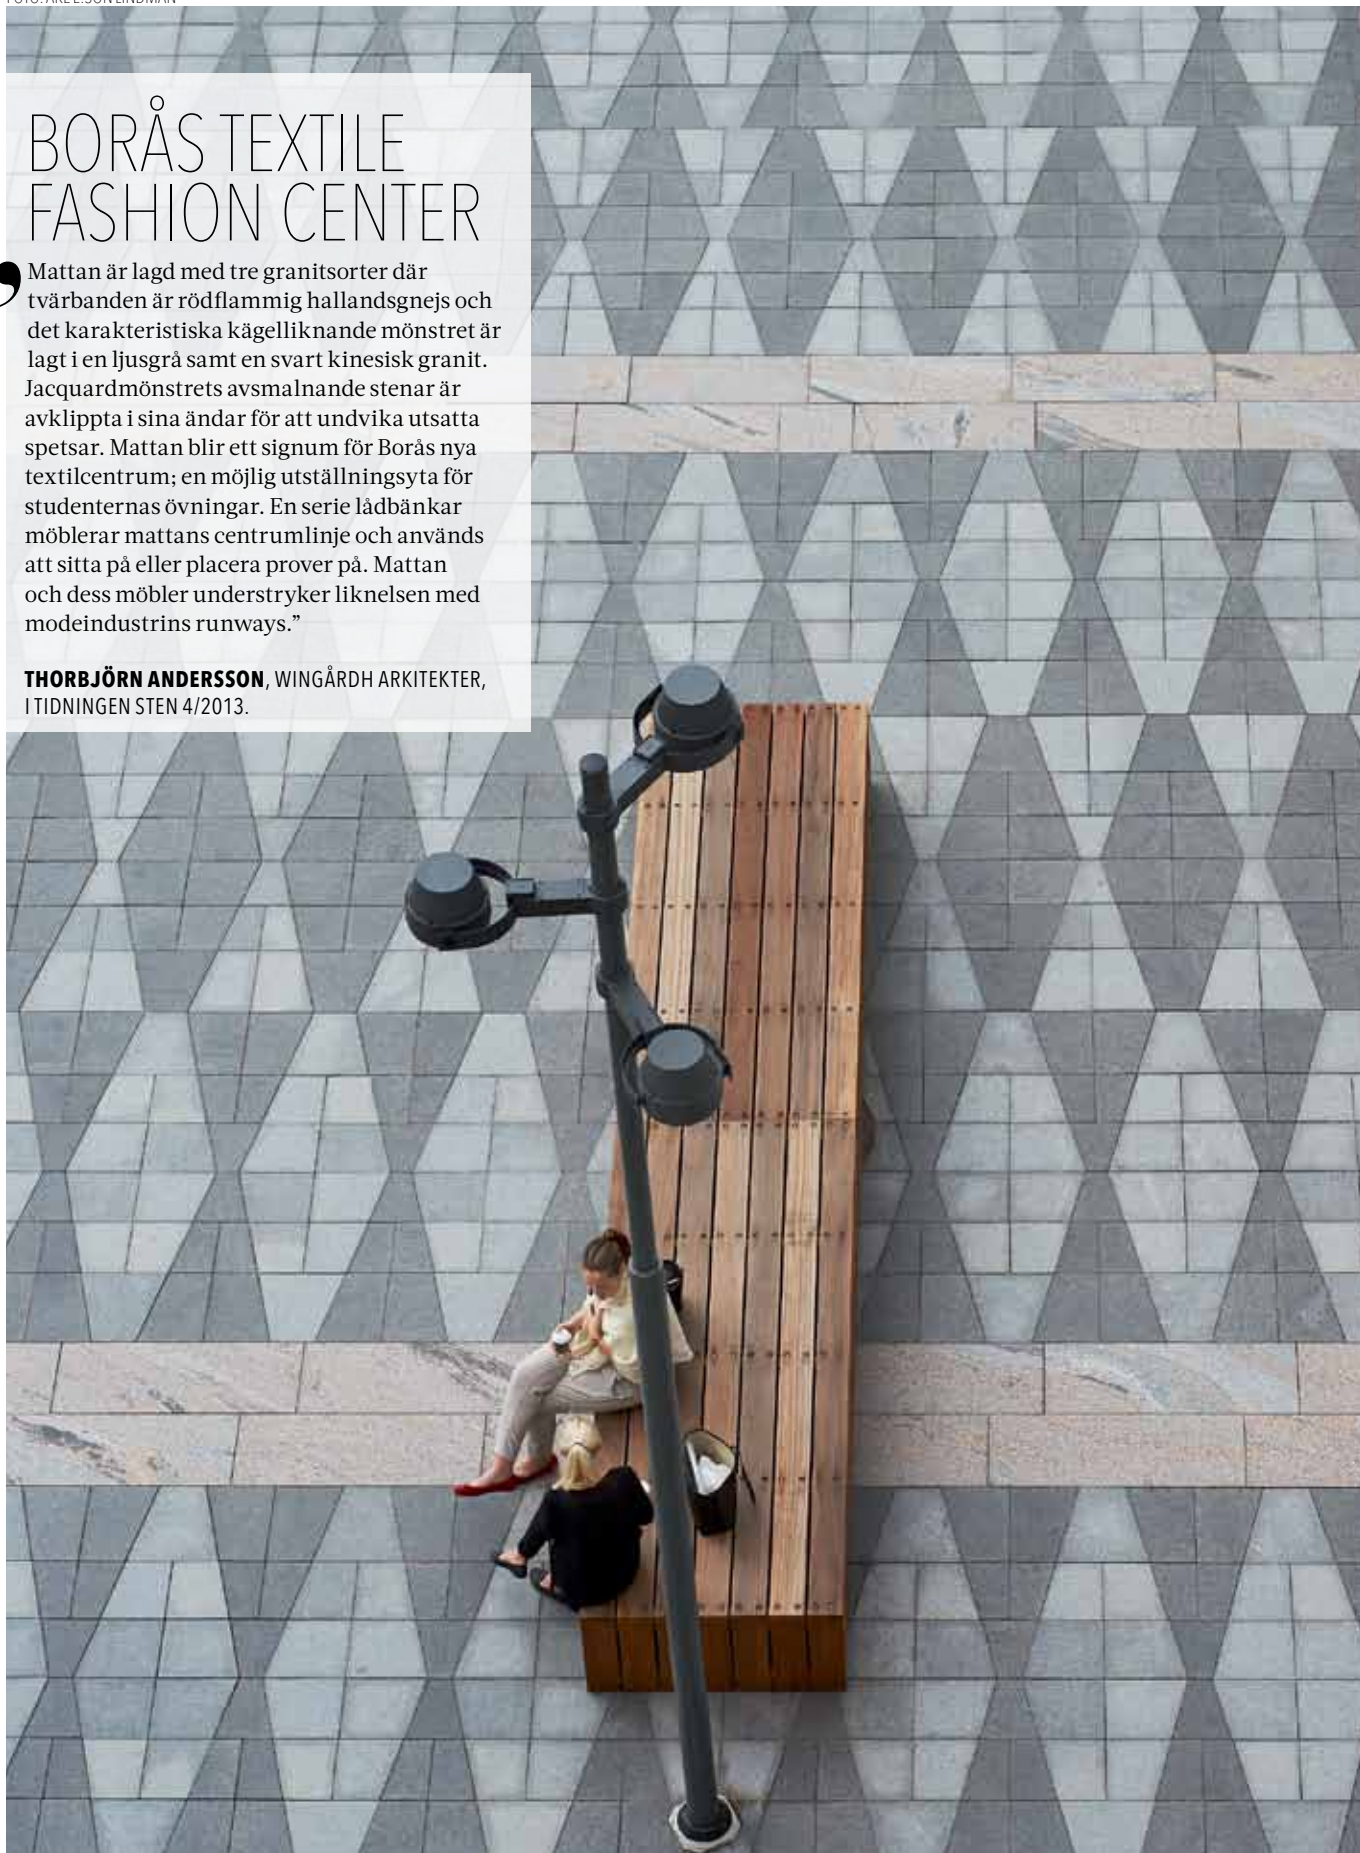 BORÅS TEXTILE
FASHION CENTER
Mattan är lagd med tre granitsorter där
tvärbanden är rödflammig hallandsgnejs och
det karakteristiska kägelliknande mönstret är
lagt i en ljusgrå samt en svart kinesisk granit.
Jacquardmönstrets avsmalnande stenar är
avklippta i sina ändar för att undvika utsatta
spetsar. Mattan blir ett signum för Borås nya
textilcentrum; en möjlig utställningsyta för
studenternas övningar. En serie lådbänkar
möblerar mattans centrumlinje och används
att sitta på eller placera prover på. Mattan
och dess möbler understryker liknelsen med
modeindustrins runways.”
THORBJÖRN ANDERSSON, WINGÅRDH ARKITEKTER,
I TIDNINGEN STEN 4/2013.